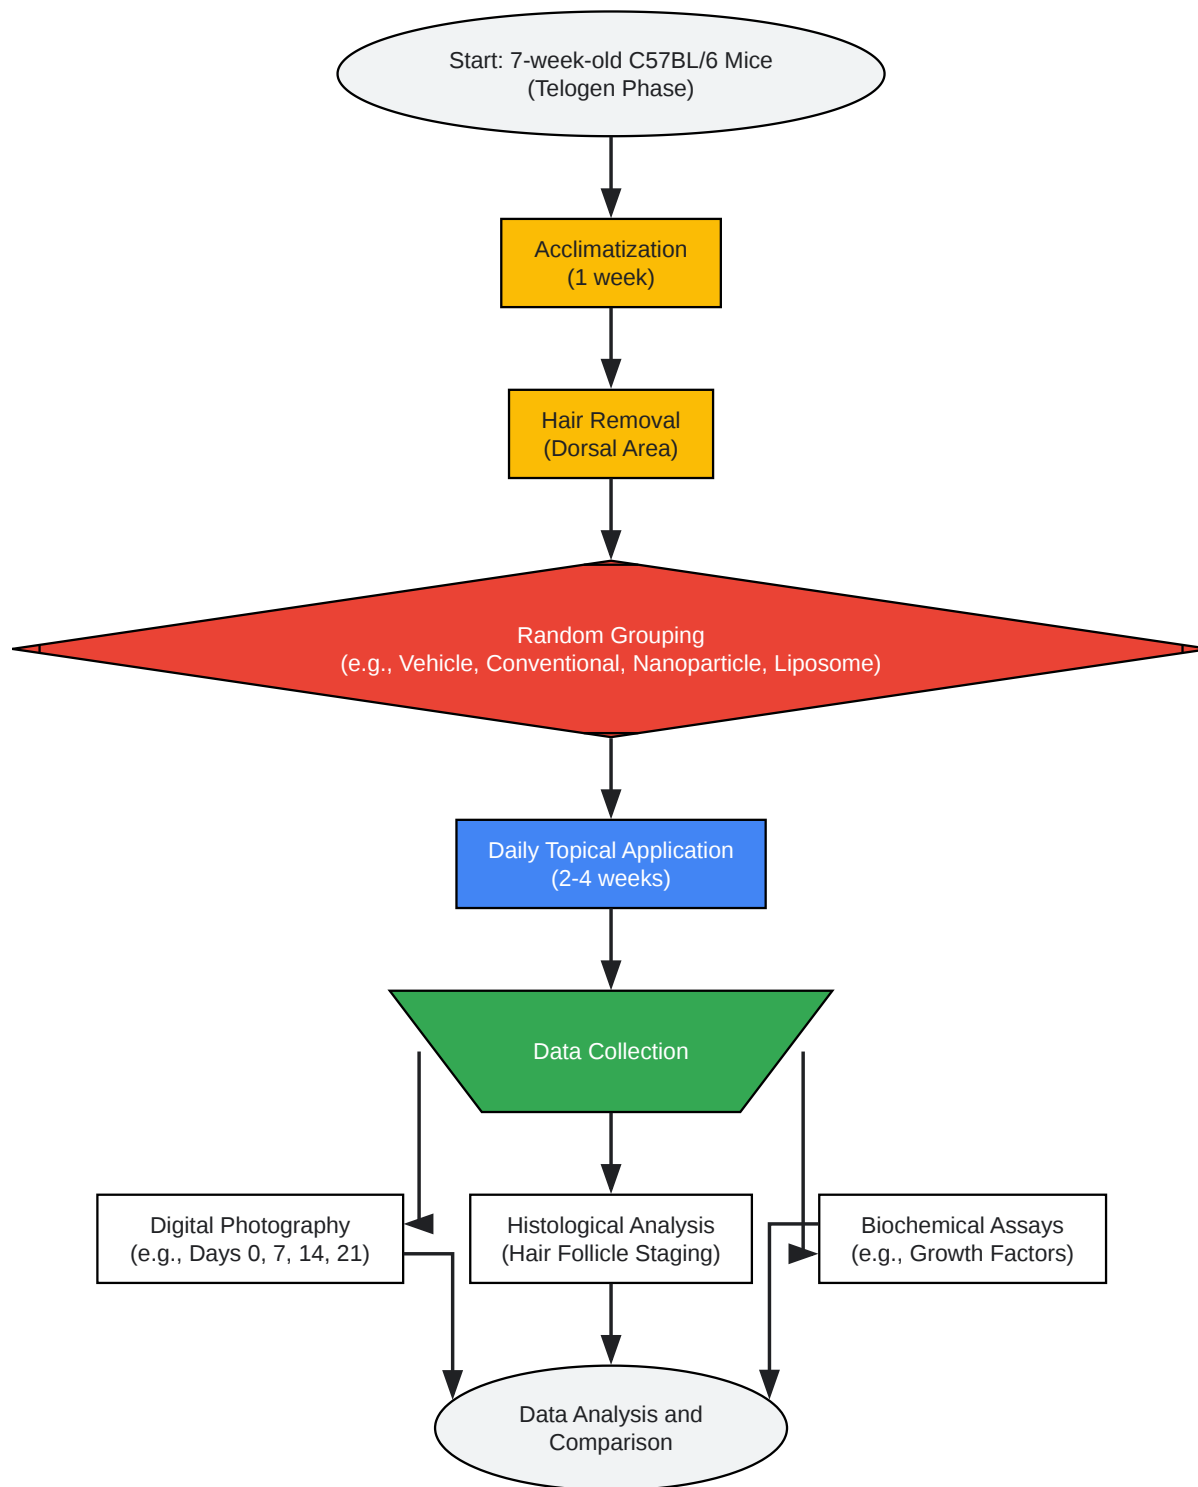 Start: 7-week-old C57BL/6 Mice
(Telogen Phase)
Acclimatization
(1 week)
Hair Removal
(Dorsal Area)
Random Grouping
(e.g., Vehicle, Conventional, Nanoparticle, Liposome)
Daily Topical Application
(2-4 weeks)
Data Collection
Digital Photography
(e.g., Days 0, 7, 14, 21)
Histological Analysis
(Hair Follicle Staging)
Biochemical Assays
(e.g., Growth Factors)
Data Analysis and
Comparison